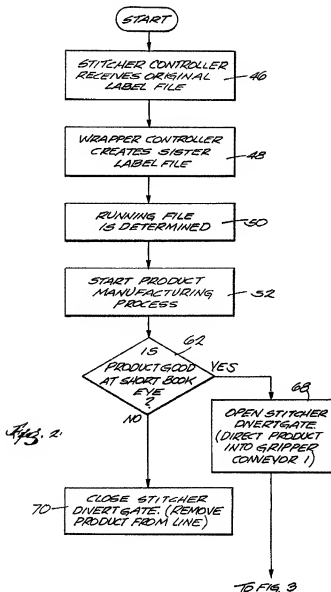 START
STITCHER CONTROLLER
RECEIVES ORIGINAL
LABEL FILE
46
WRAPPER CONTROLLER
CREATES SISTER
LABEL FILE
48
RUNNING FILE
IS DETERMINED
50
START PRODUCT
MANUFACTURING
PROCESS
52
62
IS
PRODUCT GOOD
AT SHORT BOOK
EYE
?
YES
NO
68
OPEN STITCHER
DIVERTGATE.
(DIRECT PRODUCT
INTO GRIPPER
CONVEYOR 1)
Fig. 2.
70
CLOSE STITCHER
DIVERTGATE. (REMOVE
PRODUCT FROM LINE)
TO FIG. 3